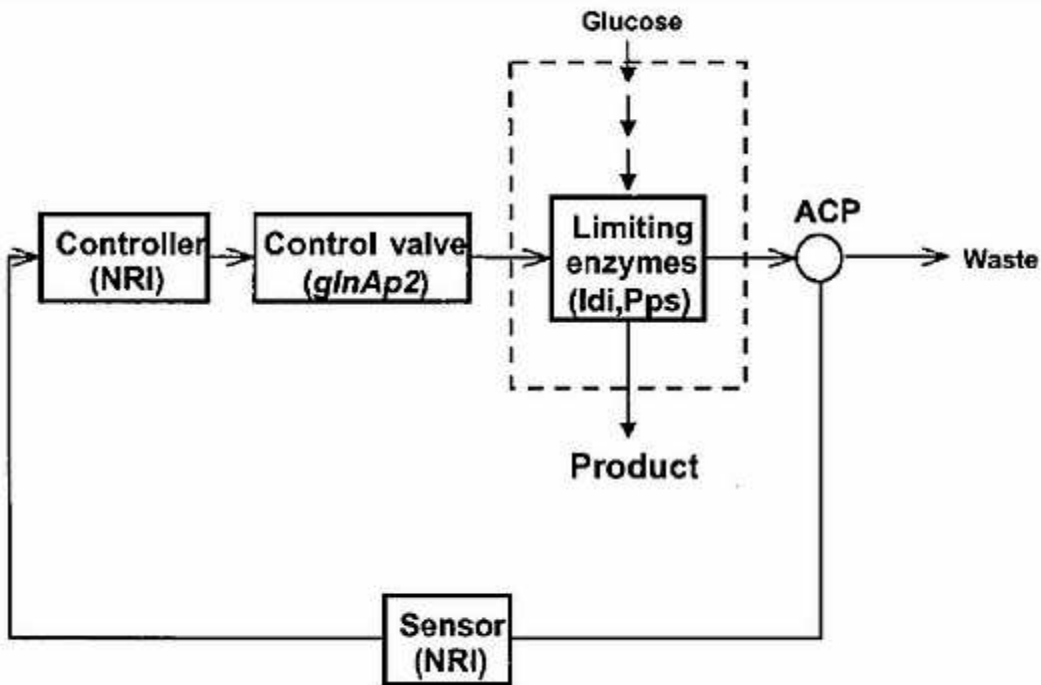 Glucose
Controller
(NRI)
Control valve
(glnAp2)
Limiting
enzymes
(Idi,Pps)
ACP
Waste
Product
Sensor
(NRI)